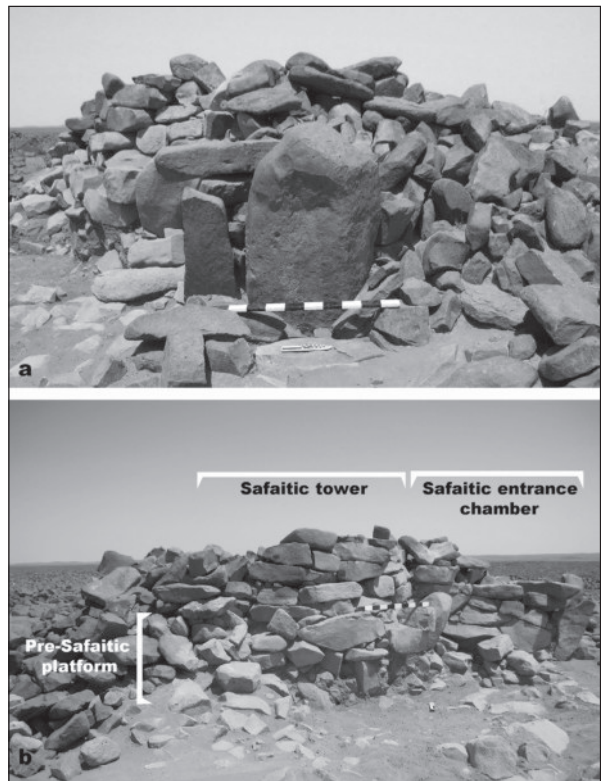 a
Safaitic tower
Safaitic entrance
chamber
Pre-Safaitic
platform
b